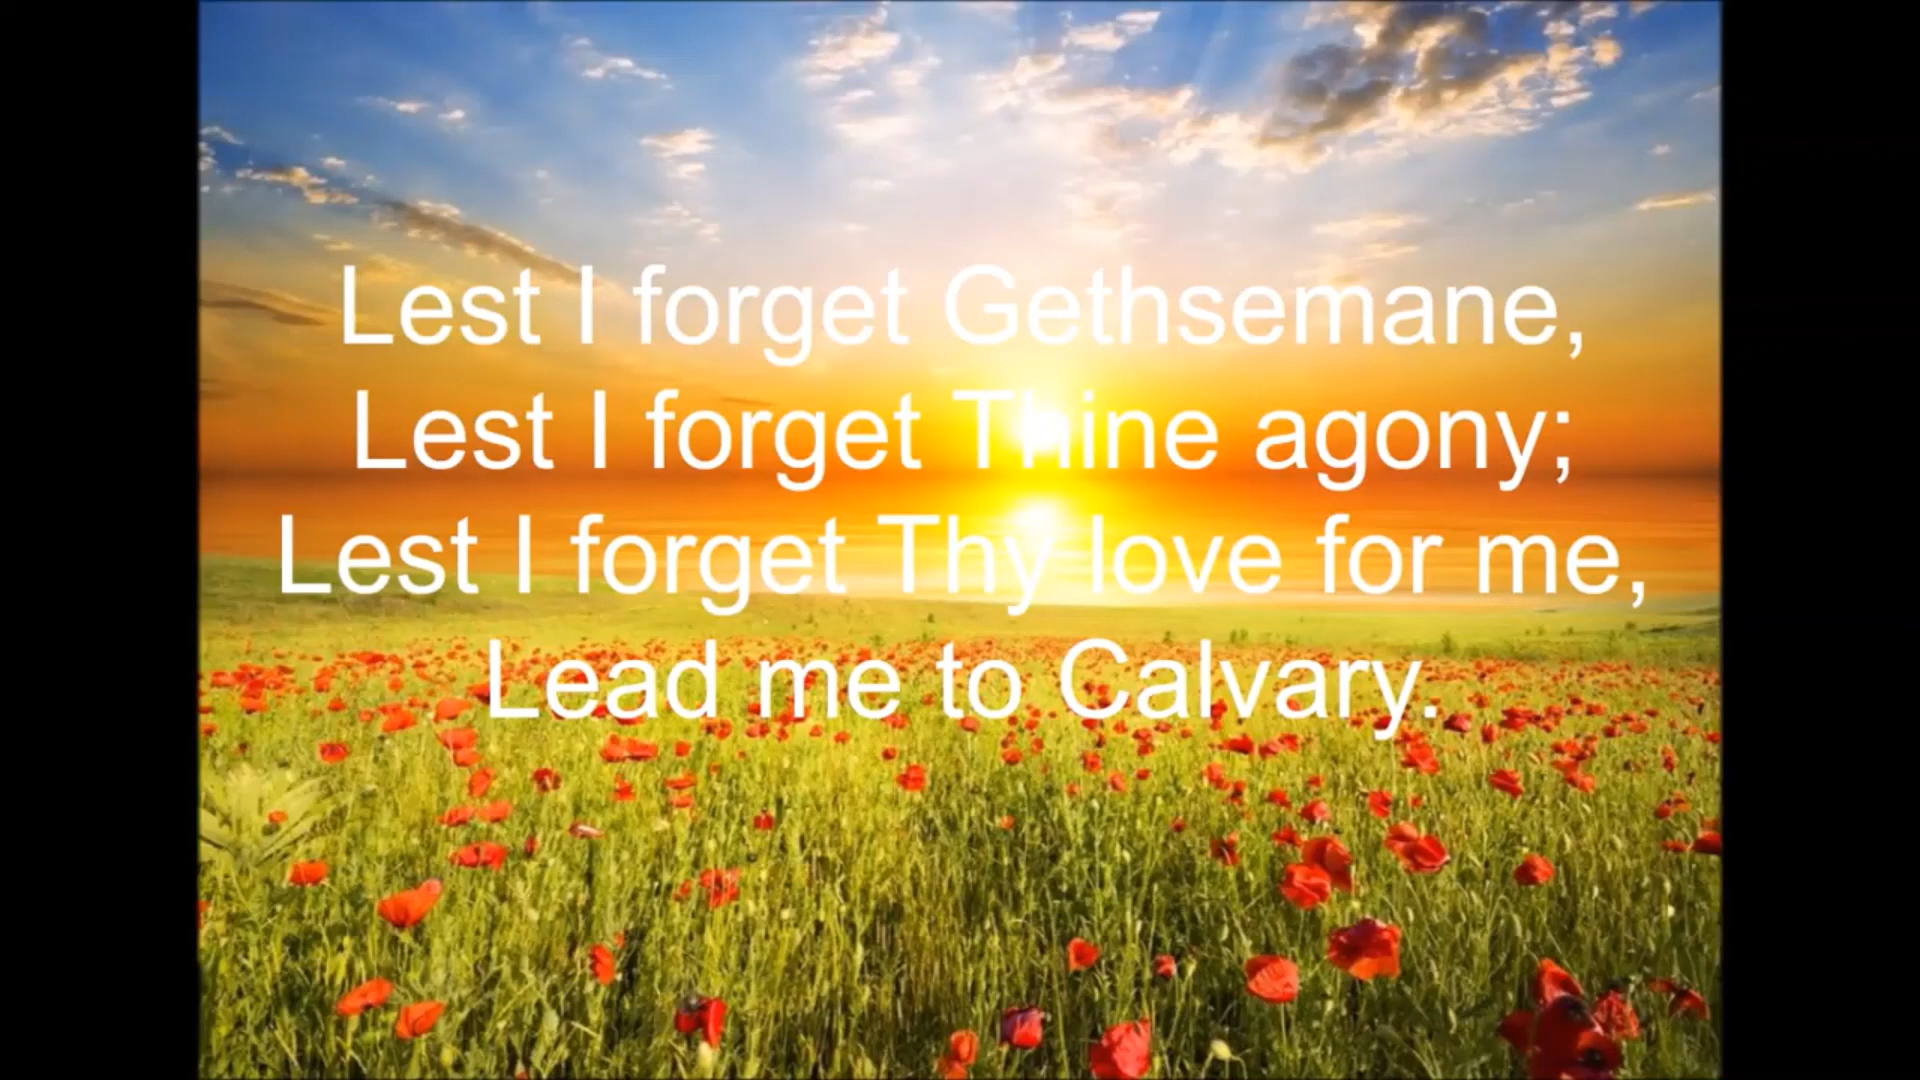 Lest I forget Gethsemane,
Lest I forget Thine agony;
Lest I forget Thy love for me,
Lead me to Calvary.